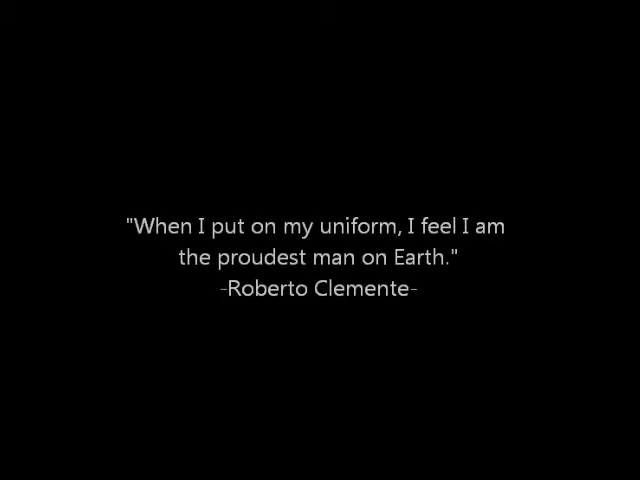 "When I put on my uniform, I feel I am
the proudest man on Earth."
-Roberto Clemente-